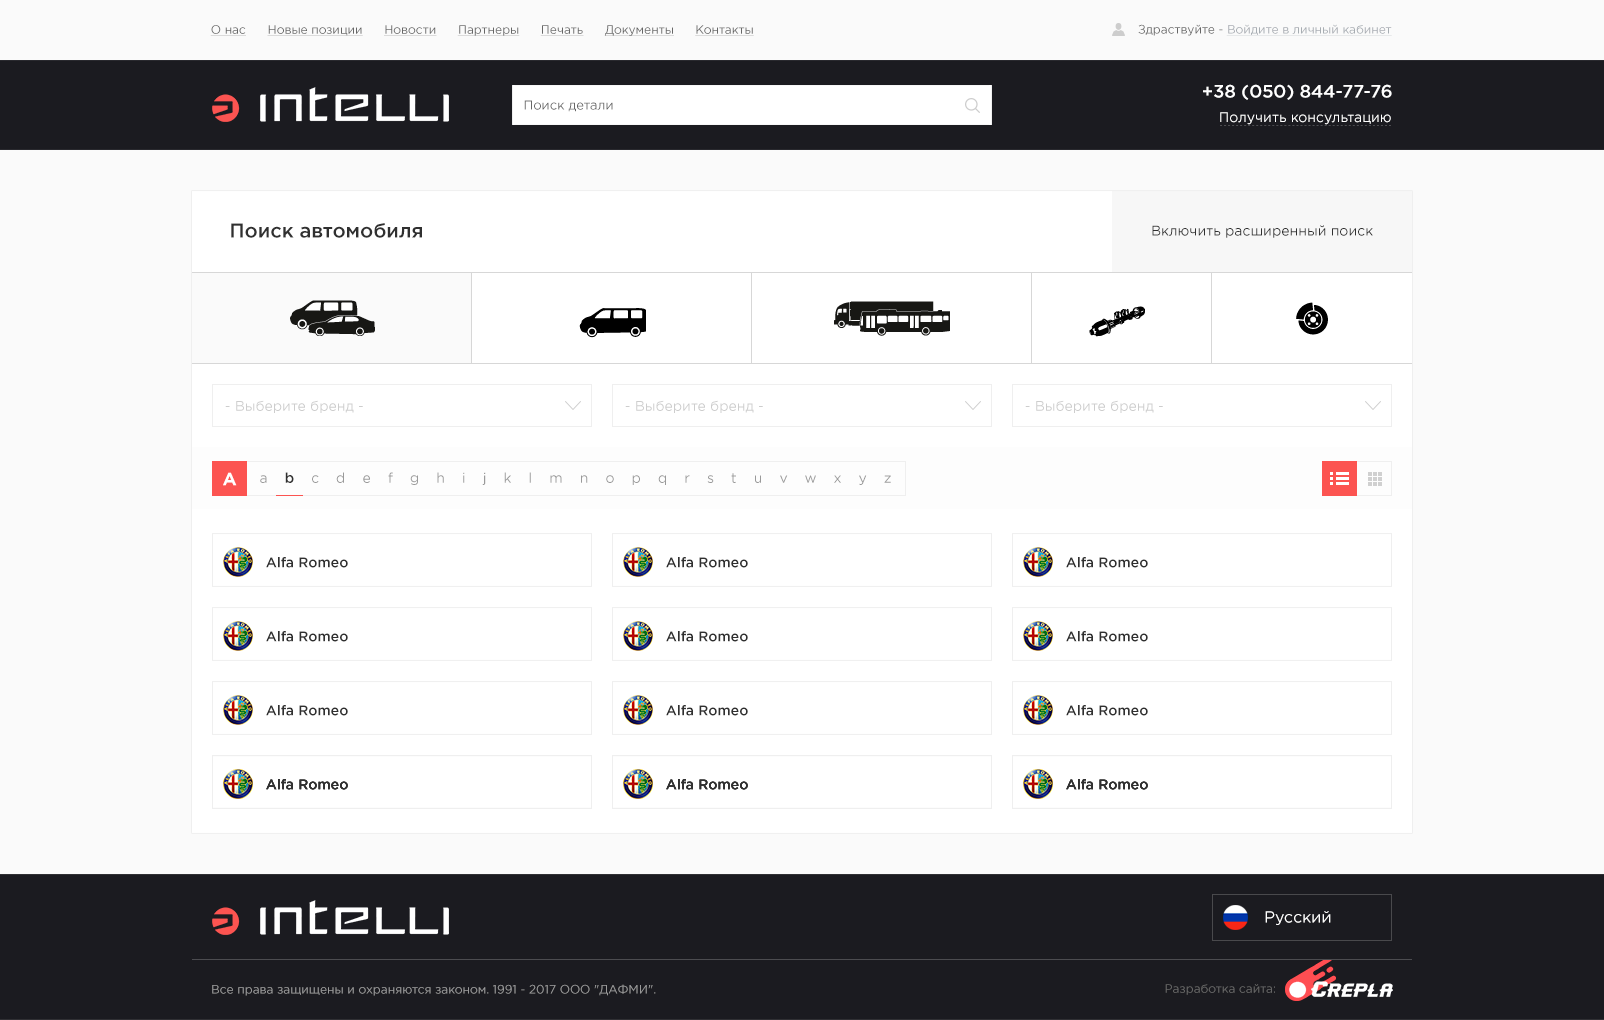 О нас Новые позиции Новости Партнеры Печать Документы Контакты
Здраствуйте - Войдите в личный кабинет
INTELLI
Поиск детали
+38 (050) 844-77-76
Получить консультацию
Поиск автомобиля
Включить расширенный поиск
- Выберите бренд - - Выберите бренд - - Выберите бренд -
A a b c d e f g h i j k l m n o p q r s t u v w x y z
Alfa Romeo Alfa Romeo Alfa Romeo
Alfa Romeo Alfa Romeo Alfa Romeo
Alfa Romeo Alfa Romeo Alfa Romeo
Alfa Romeo Alfa Romeo Alfa Romeo
INTELLI
Русский
Все права защищены и охраняются законом. 1991 - 2017 ООО "ДАФМИ".
Разработка сайта: CREPLA